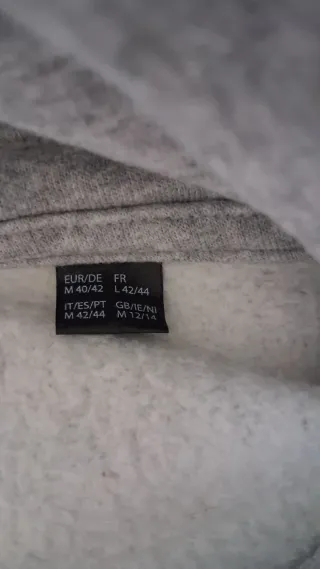 EUR/DE FR
M 40/42 L 42/44
IT/ES/PT GB/IE/NI
M 42/44 M 12/14